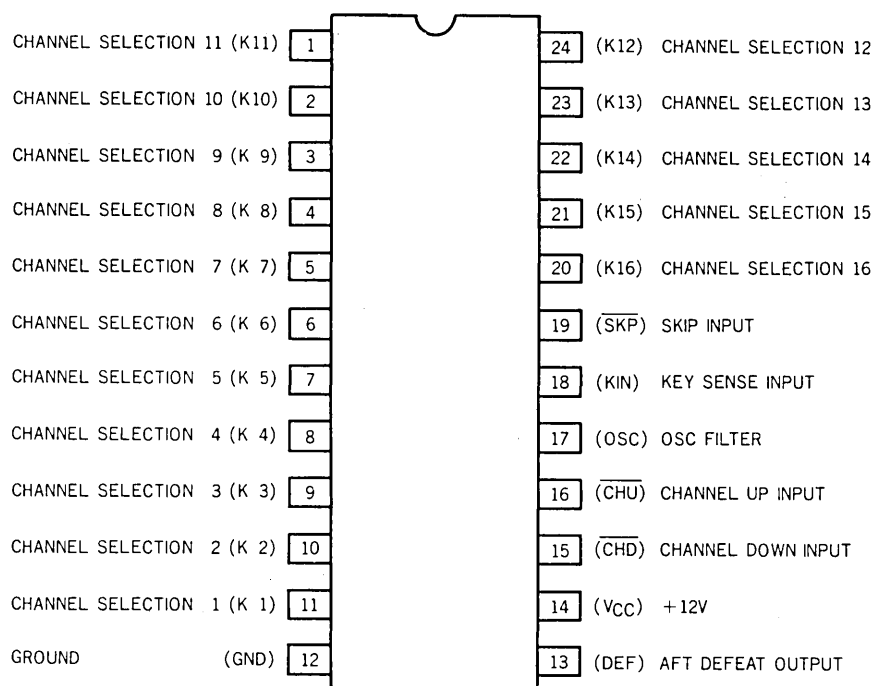 CHANNEL SELECTION 11 (K11) 1
24 (K12) CHANNEL SELECTION 12
CHANNEL SELECTION 10 (K10) 2
23 (K13) CHANNEL SELECTION 13
CHANNEL SELECTION 9 (K 9) 3
22 (K14) CHANNEL SELECTION 14
CHANNEL SELECTION 8 (K 8) 4
21 (K15) CHANNEL SELECTION 15
CHANNEL SELECTION 7 (K 7) 5
20 (K16) CHANNEL SELECTION 16
CHANNEL SELECTION 6 (K 6) 6
19 (S̅K̅P̅) SKIP INPUT
CHANNEL SELECTION 5 (K 5) 7
18 (KIN) KEY SENSE INPUT
CHANNEL SELECTION 4 (K 4) 8
17 (OSC) OSC FILTER
CHANNEL SELECTION 3 (K 3) 9
16 (C̅H̅U̅) CHANNEL UP INPUT
CHANNEL SELECTION 2 (K 2) 10
15 (C̅H̅D̅) CHANNEL DOWN INPUT
CHANNEL SELECTION 1 (K 1) 11
14 (VCC) +12V
GROUND (GND) 12
13 (DEF) AFT DEFEAT OUTPUT